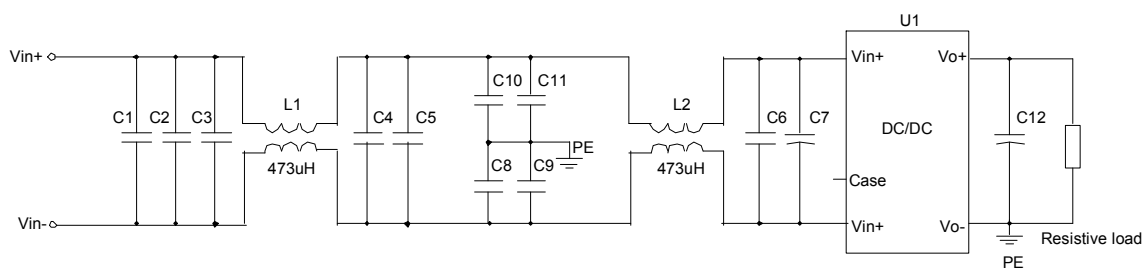 U1
Vin+
L1
C1
C2
C3
473uH
C4
C5
C10
C11
PE
C8
C9
L2
473uH
C6
C7
Vin+
Vo+
DC/DC
Case
Vin+
Vo-
C12
PE
Resistive load
Vin-